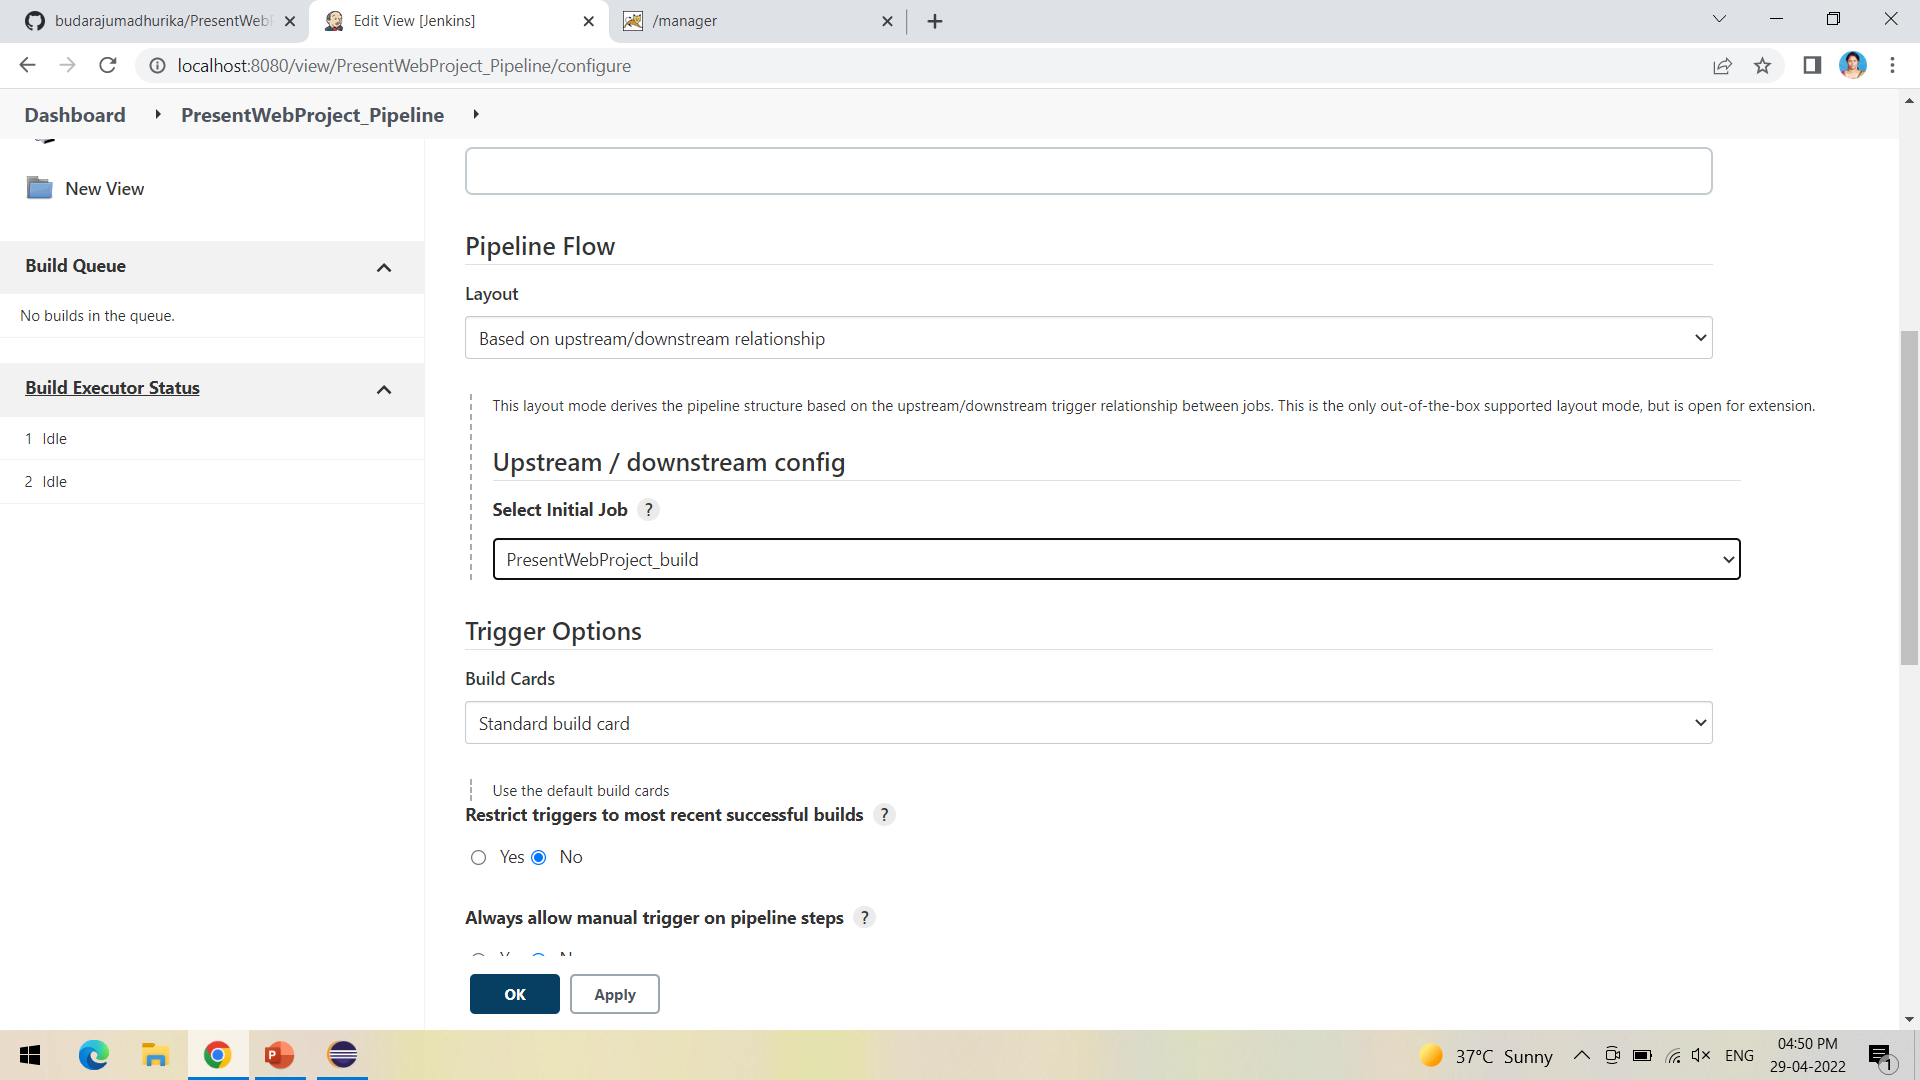 budarajumadhurika/PresentWebP
Edit View [Jenkins]
/manager
localhost:8080/view/PresentWebProject_Pipeline/configure
Dashboard
PresentWebProject_Pipeline
New View
Build Queue
No builds in the queue.
Build Executor Status
1 Idle
2 Idle
Pipeline Flow
Layout
Based on upstream/downstream relationship
This layout mode derives the pipeline structure based on the upstream/downstream trigger relationship between jobs. This is the only out-of-the-box supported layout mode, but is open for extension.
Upstream / downstream config
Select Initial Job ?
PresentWebProject_build
Trigger Options
Build Cards
Standard build card
Use the default build cards
Restrict triggers to most recent successful builds ?
Yes No
Always allow manual trigger on pipeline steps ?
OK Apply
37°C Sunny
ENG
04:50 PM
29-04-2022
1